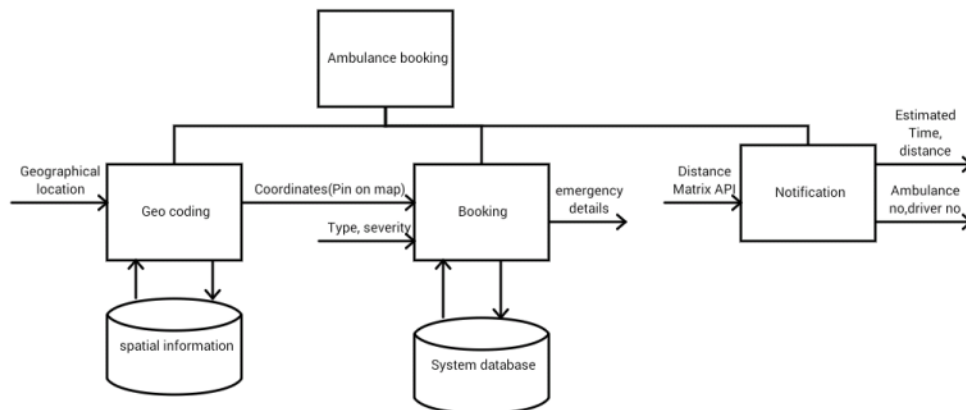 Ambulance booking
Geographical
location
Geo coding
Coordinates(Pin on map)
Type, severity
Booking
emergency
details
Distance
Matrix API
Notification
Estimated
Time,
distance
Ambulance
no,driver no
spatial information
System database